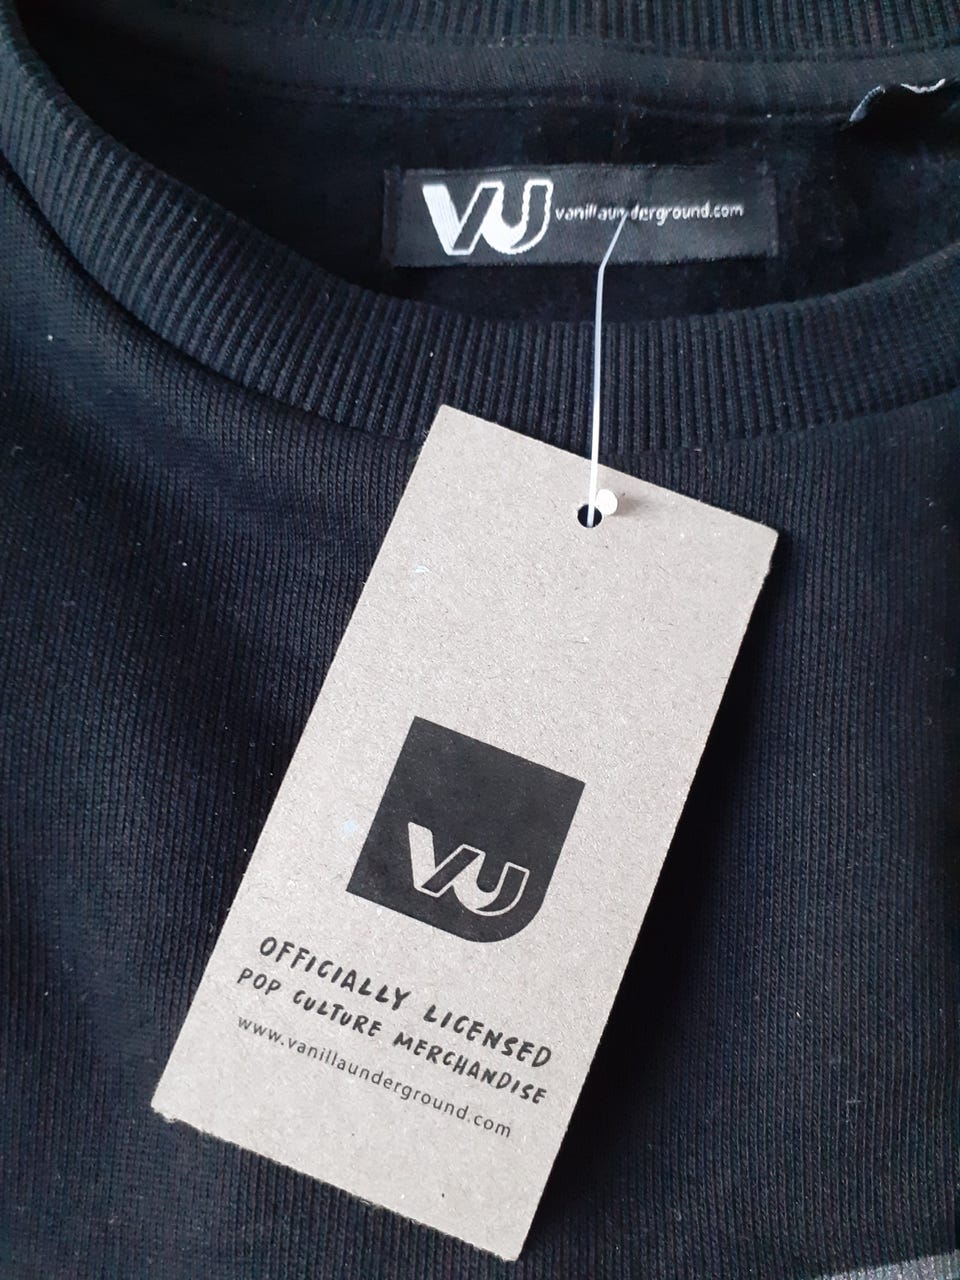 VU vanillaunderground.com
VU
OFFICIALLY LICENSED
POP CULTURE MERCHANDISE
www.vanillaunderground.com